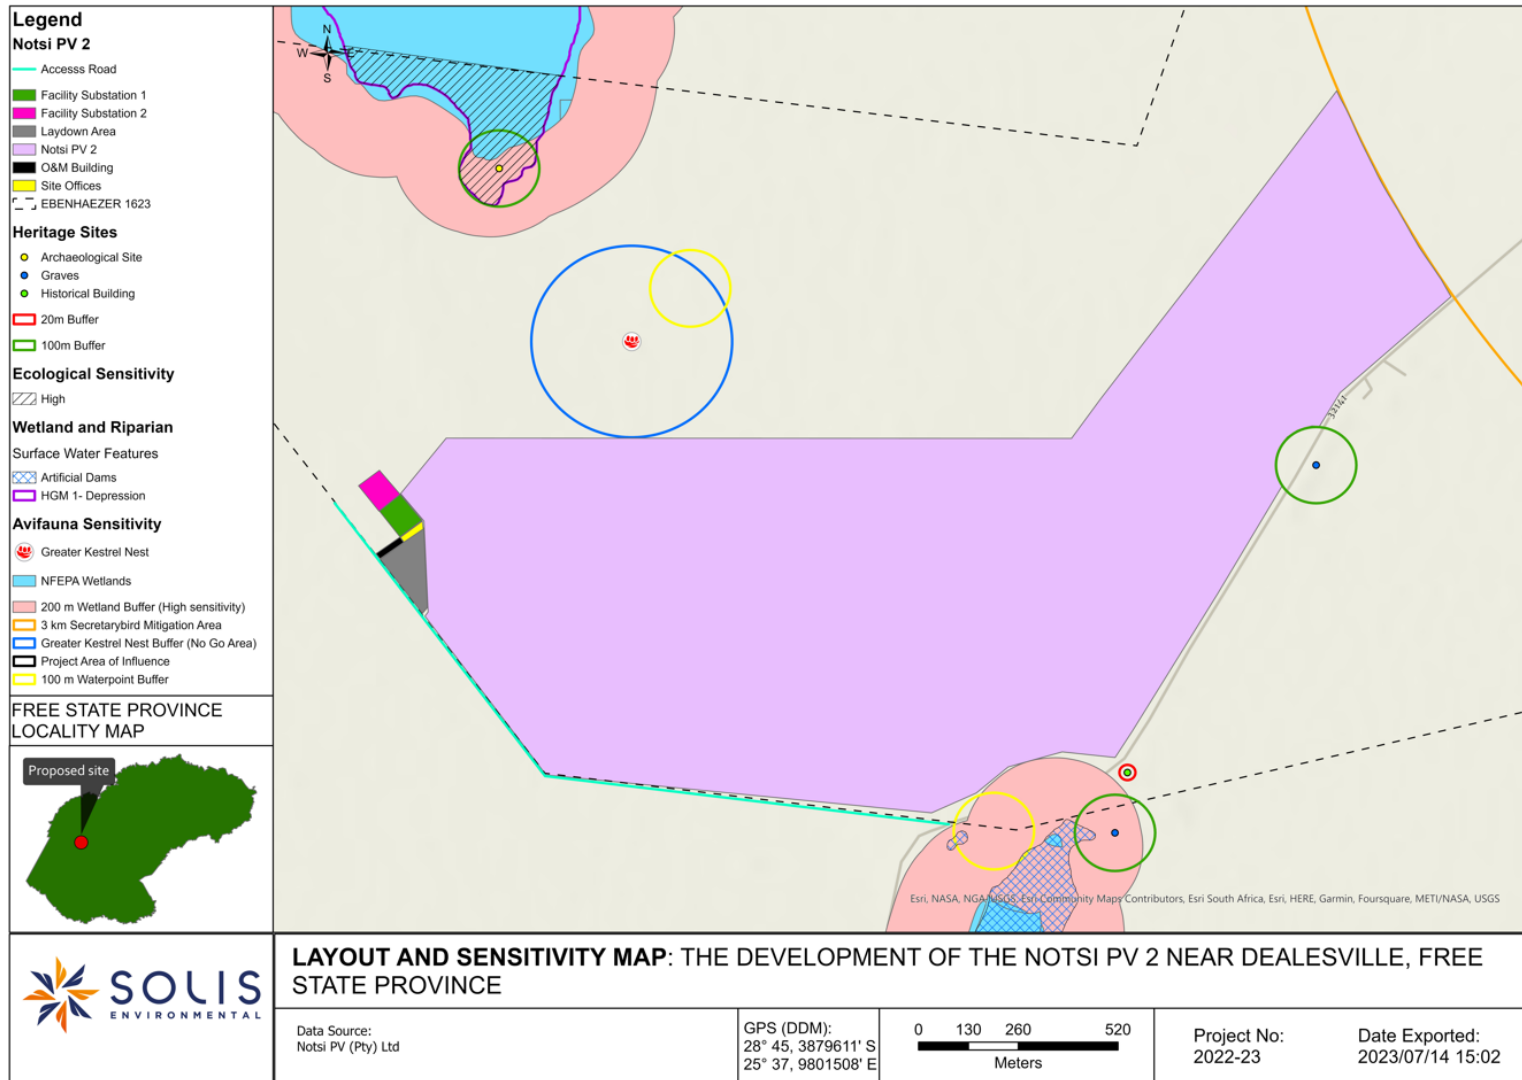 Legend
Notsi PV 2
Accesss Road
Facility Substation 1
Facility Substation 2
Laydown Area
Notsi PV 2
O&M Building
Site Offices
EBENHAEZER 1623
Heritage Sites
Archaeological Site
Graves
Historical Building
20m Buffer
100m Buffer
Ecological Sensitivity
High
Wetland and Riparian
Surface Water Features
Artificial Dams
HGM 1- Depression
Avifauna Sensitivity
Greater Kestrel Nest
NFEPA Wetlands
200 m Wetland Buffer (High sensitivity)
3 km Secretarybird Mitigation Area
Greater Kestrel Nest Buffer (No Go Area)
Project Area of Influence
100 m Waterpoint Buffer
FREE STATE PROVINCE
LOCALITY MAP
Proposed site
N
W E
S
32141
Esri, NASA, NGA, USGS, Esri Community Maps Contributors, Esri South Africa, Esri, HERE, Garmin, Foursquare, METI/NASA, USGS
SOLIS
ENVIRONMENTAL
LAYOUT AND SENSITIVITY MAP: THE DEVELOPMENT OF THE NOTSI PV 2 NEAR DEALESVILLE, FREE
STATE PROVINCE
Data Source:
Notsi PV (Pty) Ltd
GPS (DDM):
28° 45, 3879611' S
25° 37, 9801508' E
0 130 260 520
Meters
Project No:
2022-23
Date Exported:
2023/07/14 15:02